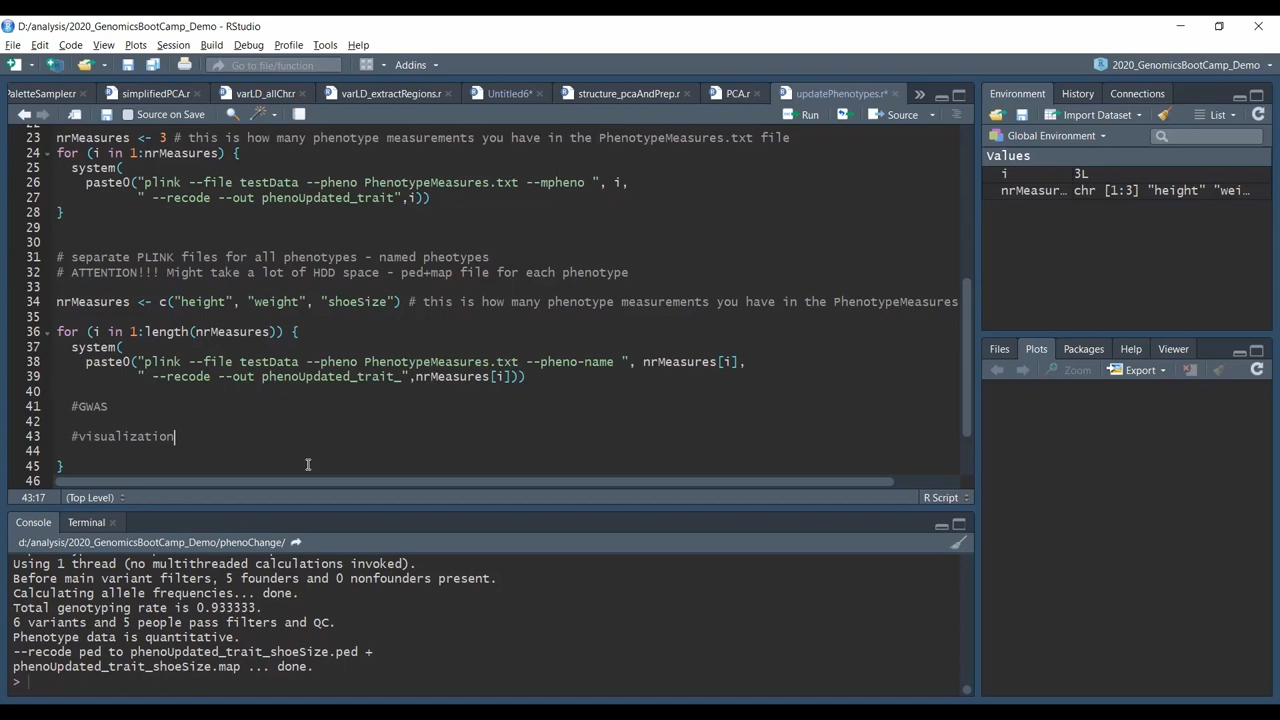 D:/analysis/2020_GenomicsBootCamp_Demo - RStudio
File Edit Code View Plots Session Build Debug Profile Tools Help
Go to file/function Addins 2020_GenomicsBootCamp_Demo
PaletteSampler.r simplifiedPCA.r varLD_allChr.r varLD_extractRegions.r Untitled6* structure_pcaAndPrep.r PCA.r updatePhenotypes.r*
Source on Save Run Source
23 nrMeasures <- 3 # this is how many phenotype measurements you have in the PhenotypeMeasures.txt file
24 for (i in 1:nrMeasures) {
25 system(
26 paste0("plink --file testData --pheno PhenotypeMeasures.txt --mpheno ", i,
27 " --recode --out phenoUpdated_trait",i))
28 }
29
30
31 # separate PLINK files for all phenotypes - named pheotypes
32 # ATTENTION!!! Might take a lot of HDD space - ped+map file for each phenotype
33
34 nrMeasures <- c("height", "weight", "shoeSize") # this is how many phenotype measurements you have in the PhenotypeMeasures
35
36 for (i in 1:length(nrMeasures)) {
37 system(
38 paste0("plink --file testData --pheno PhenotypeMeasures.txt --pheno-name ", nrMeasures[i],
39 " --recode --out phenoUpdated_trait_",nrMeasures[i]))
40
41 #GWAS
42
43 #visualization
44
45 }
46
43:17 (Top Level) R Script
Console Terminal
d:/analysis/2020_GenomicsBootCamp_Demo/phenoChange/
Using 1 thread (no multithreaded calculations invoked).
Before main variant filters, 5 founders and 0 nonfounders present.
Calculating allele frequencies... done.
Total genotyping rate is 0.933333.
6 variants and 5 people pass filters and QC.
Phenotype data is quantitative.
--recode ped to phenoUpdated_trait_shoeSize.ped +
phenoUpdated_trait_shoeSize.map ... done.
>
Environment History Connections
Import Dataset List
Global Environment
Values
i 3L
nrMeasur… chr [1:3] "height" "wei…
Files Plots Packages Help Viewer
Zoom Export